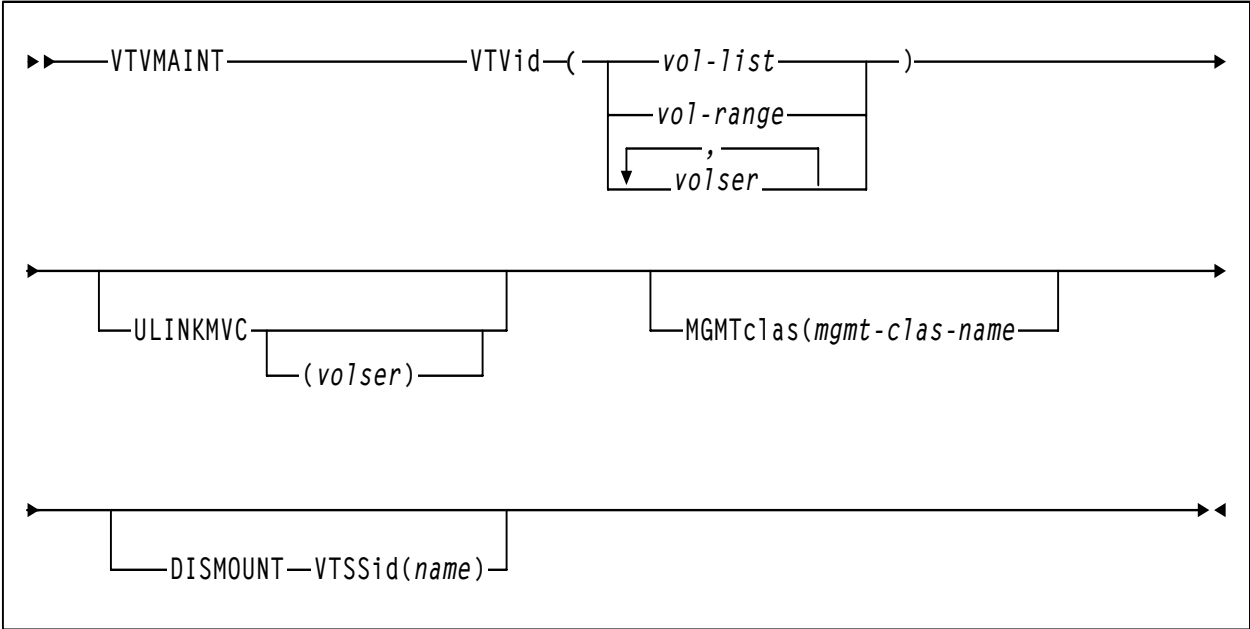 VTVMAINT VTVid ( vol-list )
vol-range
,
volser
ULINKMVC MGMTclas(mgmt-clas-name
(volser)
DISMOUNT VTSSid(name)